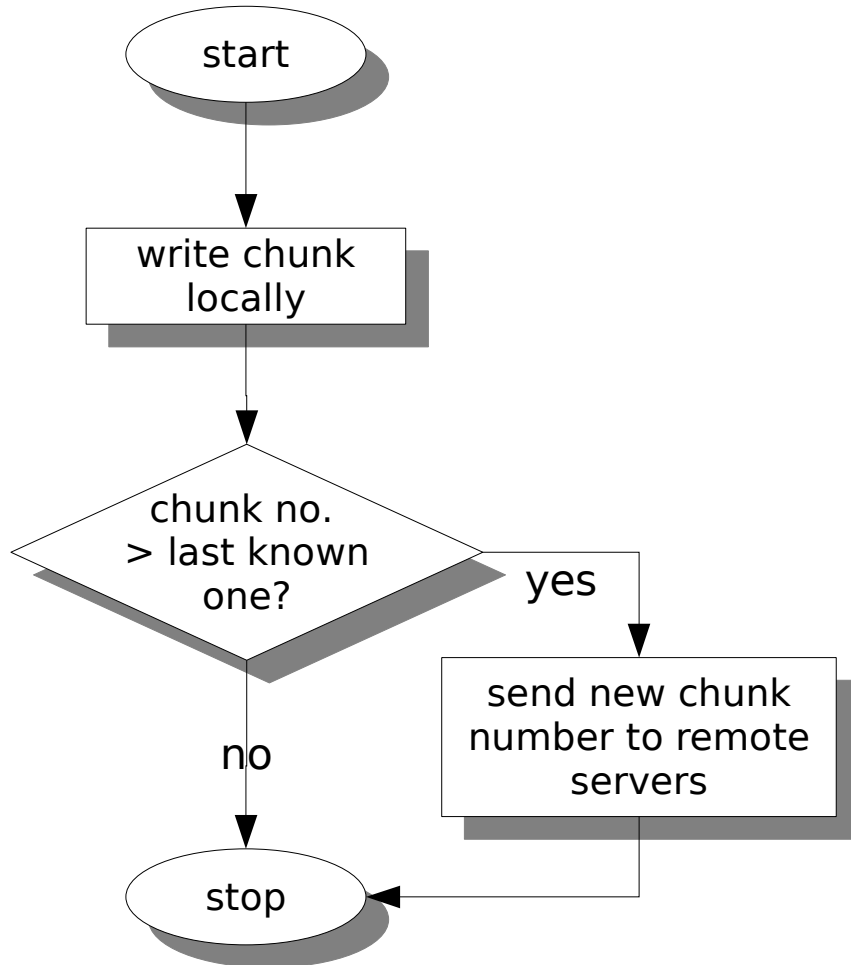 start
write chunk
locally
chunk no.
> last known
one?
yes
send new chunk
number to remote
servers
no
stop